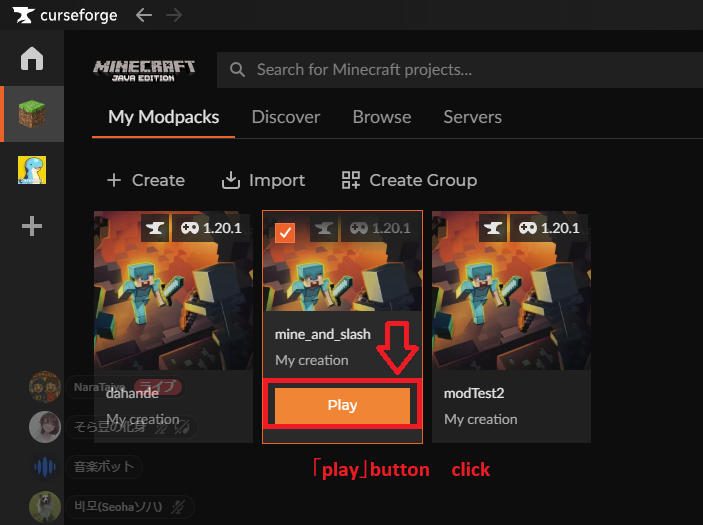 curseforge
MINECRAFT
JAVA EDITION
Search for Minecraft projects...
My Modpacks Discover Browse Servers
Create Import Create Group
1.20.1 1.20.1 1.20.1
mine_and_slash
My creation
NaraTaiyo ライブ
dahande
My creation
Play
modTest2
My creation
そら豆の化身
音楽ボット
「play」button click
비모(Seohaソハ)